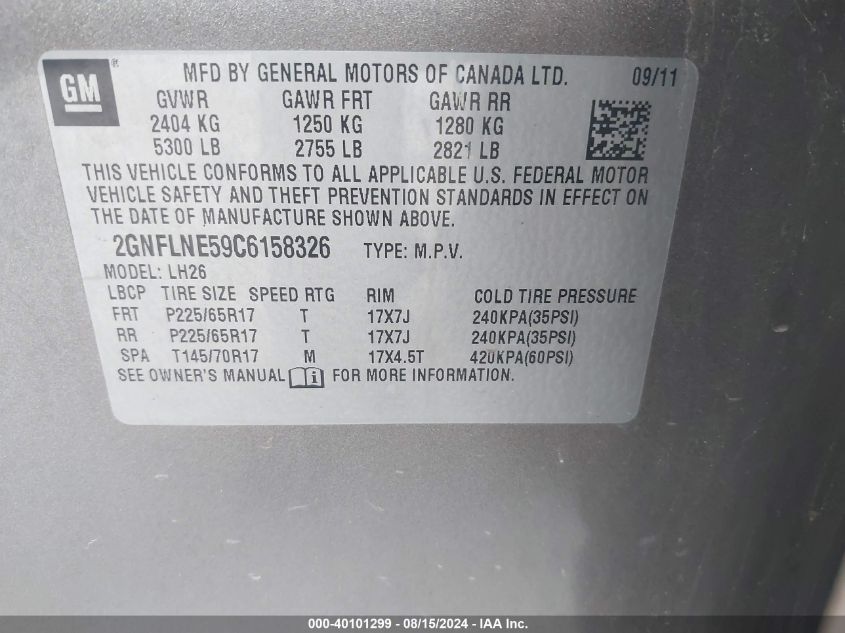 GM® MFD BY GENERAL MOTORS OF CANADA LTD. 09/11
GVWR GAWR FRT GAWR RR
2404 KG 1250 KG 1280 KG
5300 LB 2755 LB 2821 LB
THIS VEHICLE CONFORMS TO ALL APPLICABLE U.S. FEDERAL MOTOR
VEHICLE SAFETY AND THEFT PREVENTION STANDARDS IN EFFECT ON
THE DATE OF MANUFACTURE SHOWN ABOVE.
2GNFLNE59C6158326 TYPE: M.P.V.
MODEL: LH26
LBCP TIRE SIZE SPEED RTG RIM COLD TIRE PRESSURE
FRT P225/65R17 T 17X7J 240KPA(35PSI)
RR P225/65R17 T 17X7J 240KPA(35PSI)
SPA T145/70R17 M 17X4.5T 420KPA(60PSI)
SEE OWNER'S MANUAL i FOR MORE INFORMATION.
000-40101299 - 08/15/2024 - IAA Inc.